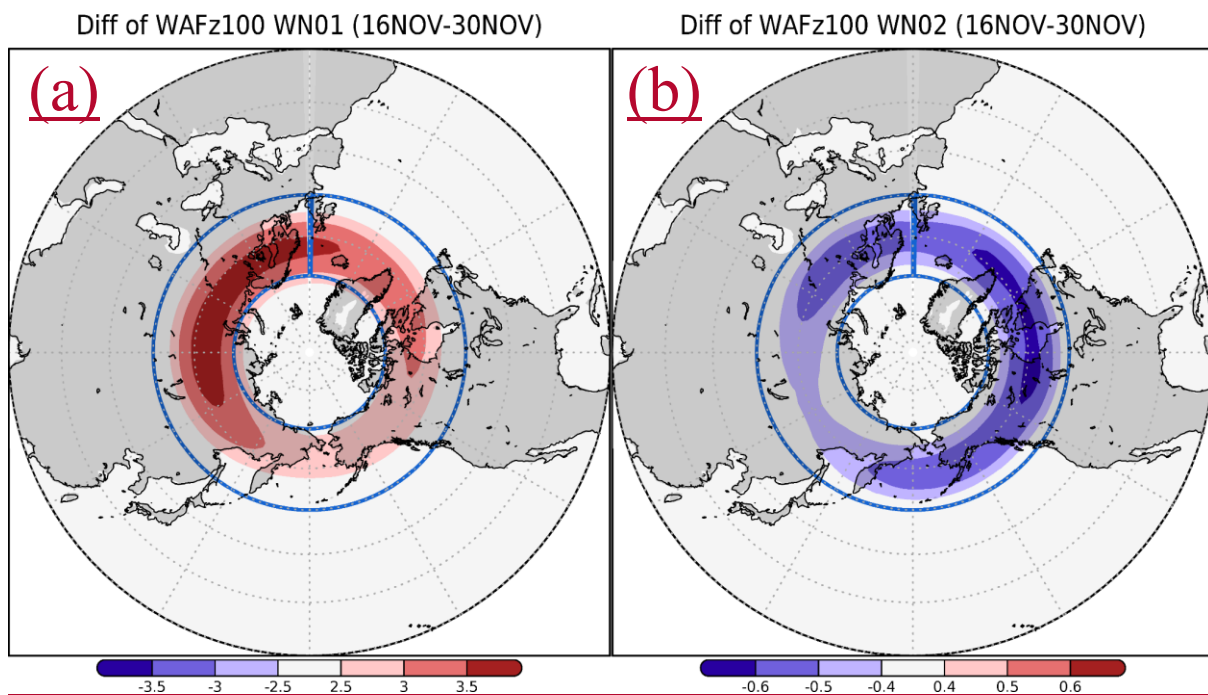 Diff of WAFz100 WN01 (16NOV-30NOV)
Diff of WAFz100 WN02 (16NOV-30NOV)
(a)
(b)
-3.5 -3 -2.5 2.5 3 3.5
-0.6 -0.5 -0.4 0.4 0.5 0.6